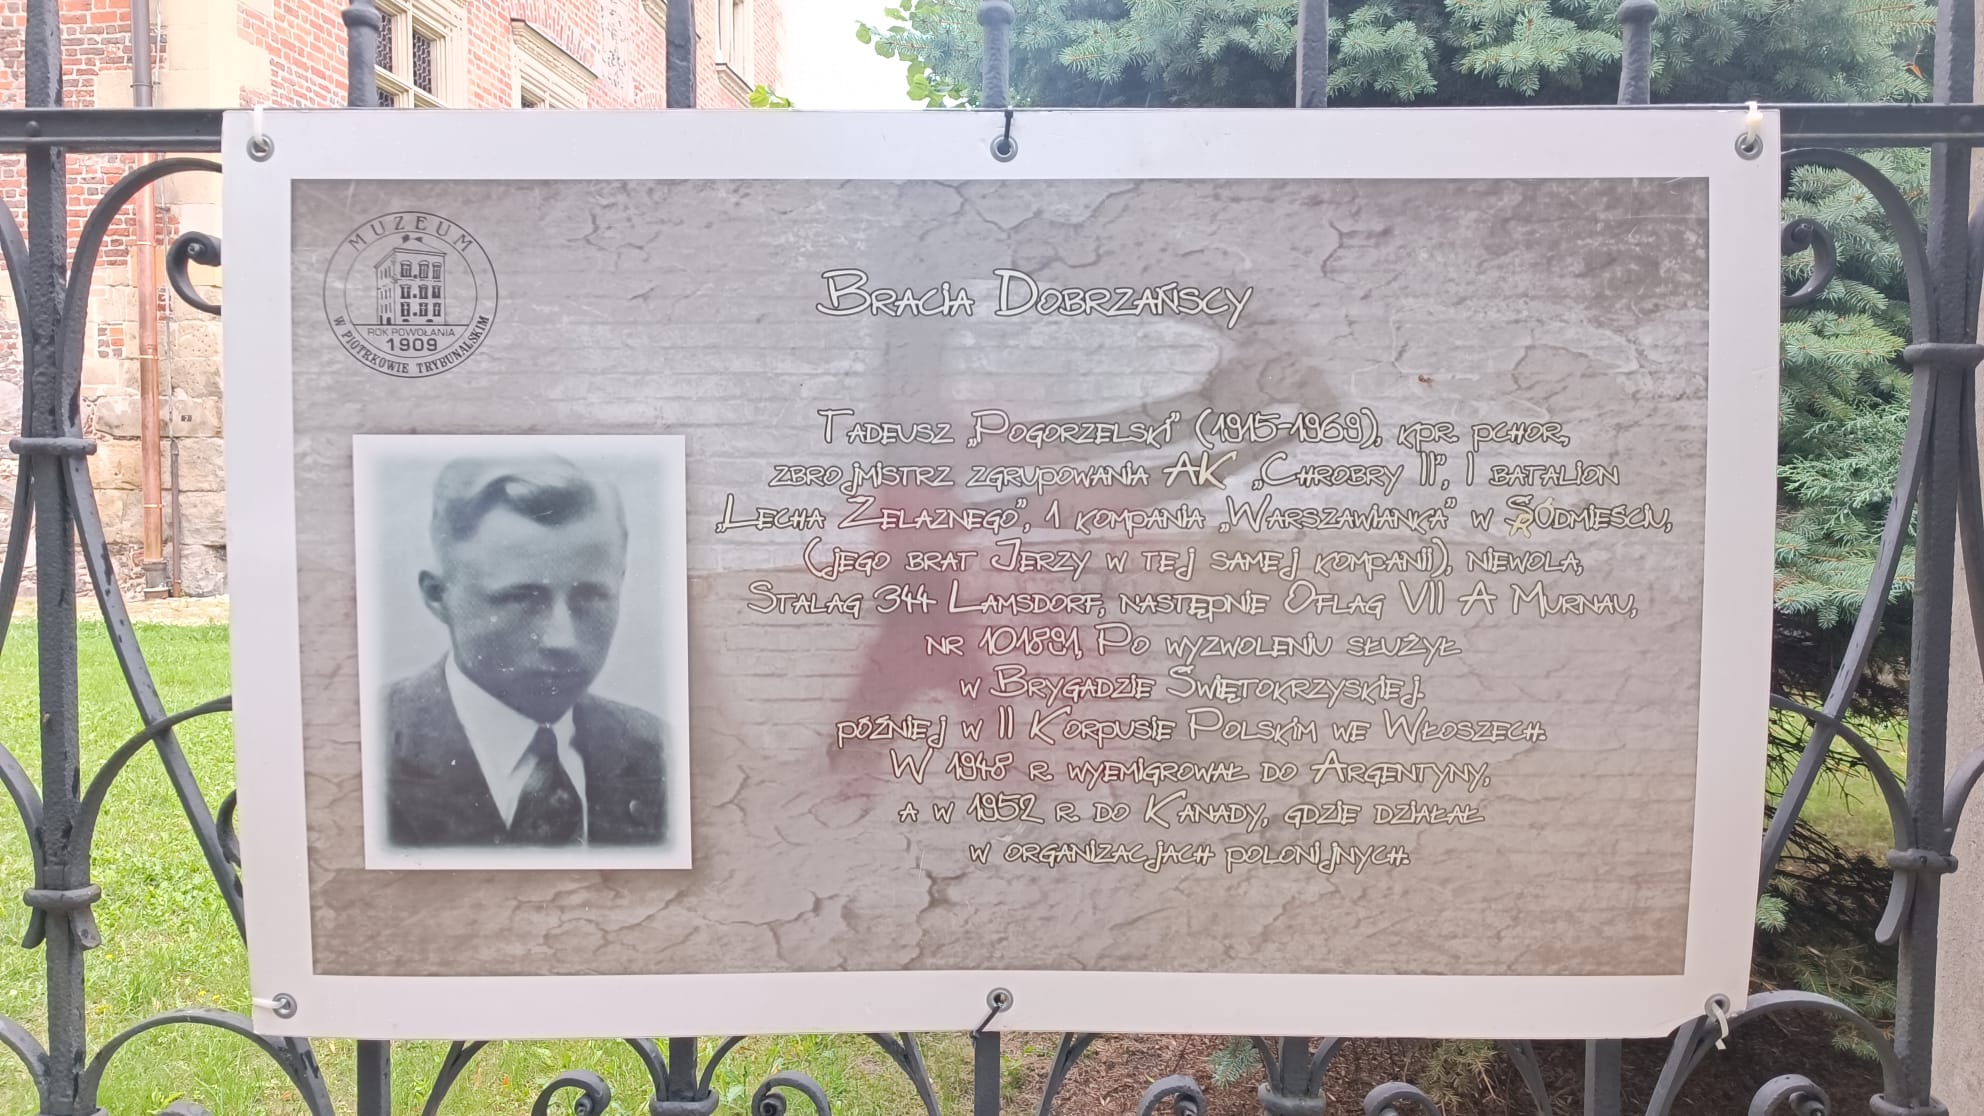 MUZEUM
ROK POWOŁANIA
1909
W PIOTRKOWIE TRYBUNALSKIM
Bracia Dobrzańscy
Tadeusz „Pogorzelski” (1915-1969), kpr. pchor.,
zbrojmistrz zgrupowania AK „Chrobry II”, I batalion
„Lecha Żelaznego”, 1 kompania „Warszawianka” w Śródmieściu,
(jego brat Jerzy w tej samej kompanii), niewola,
Stalag 344 Lamsdorf, następnie Oflag VII A Murnau,
nr 101891, Po wyzwoleniu służył
w Brygadzie Świętokrzyskiej.
później w II Korpusie Polskim we Włoszech.
W 1948 r. wyemigrował do Argentyny,
a w 1952 r. do Kanady, gdzie działał
w organizacjach polonijnych.